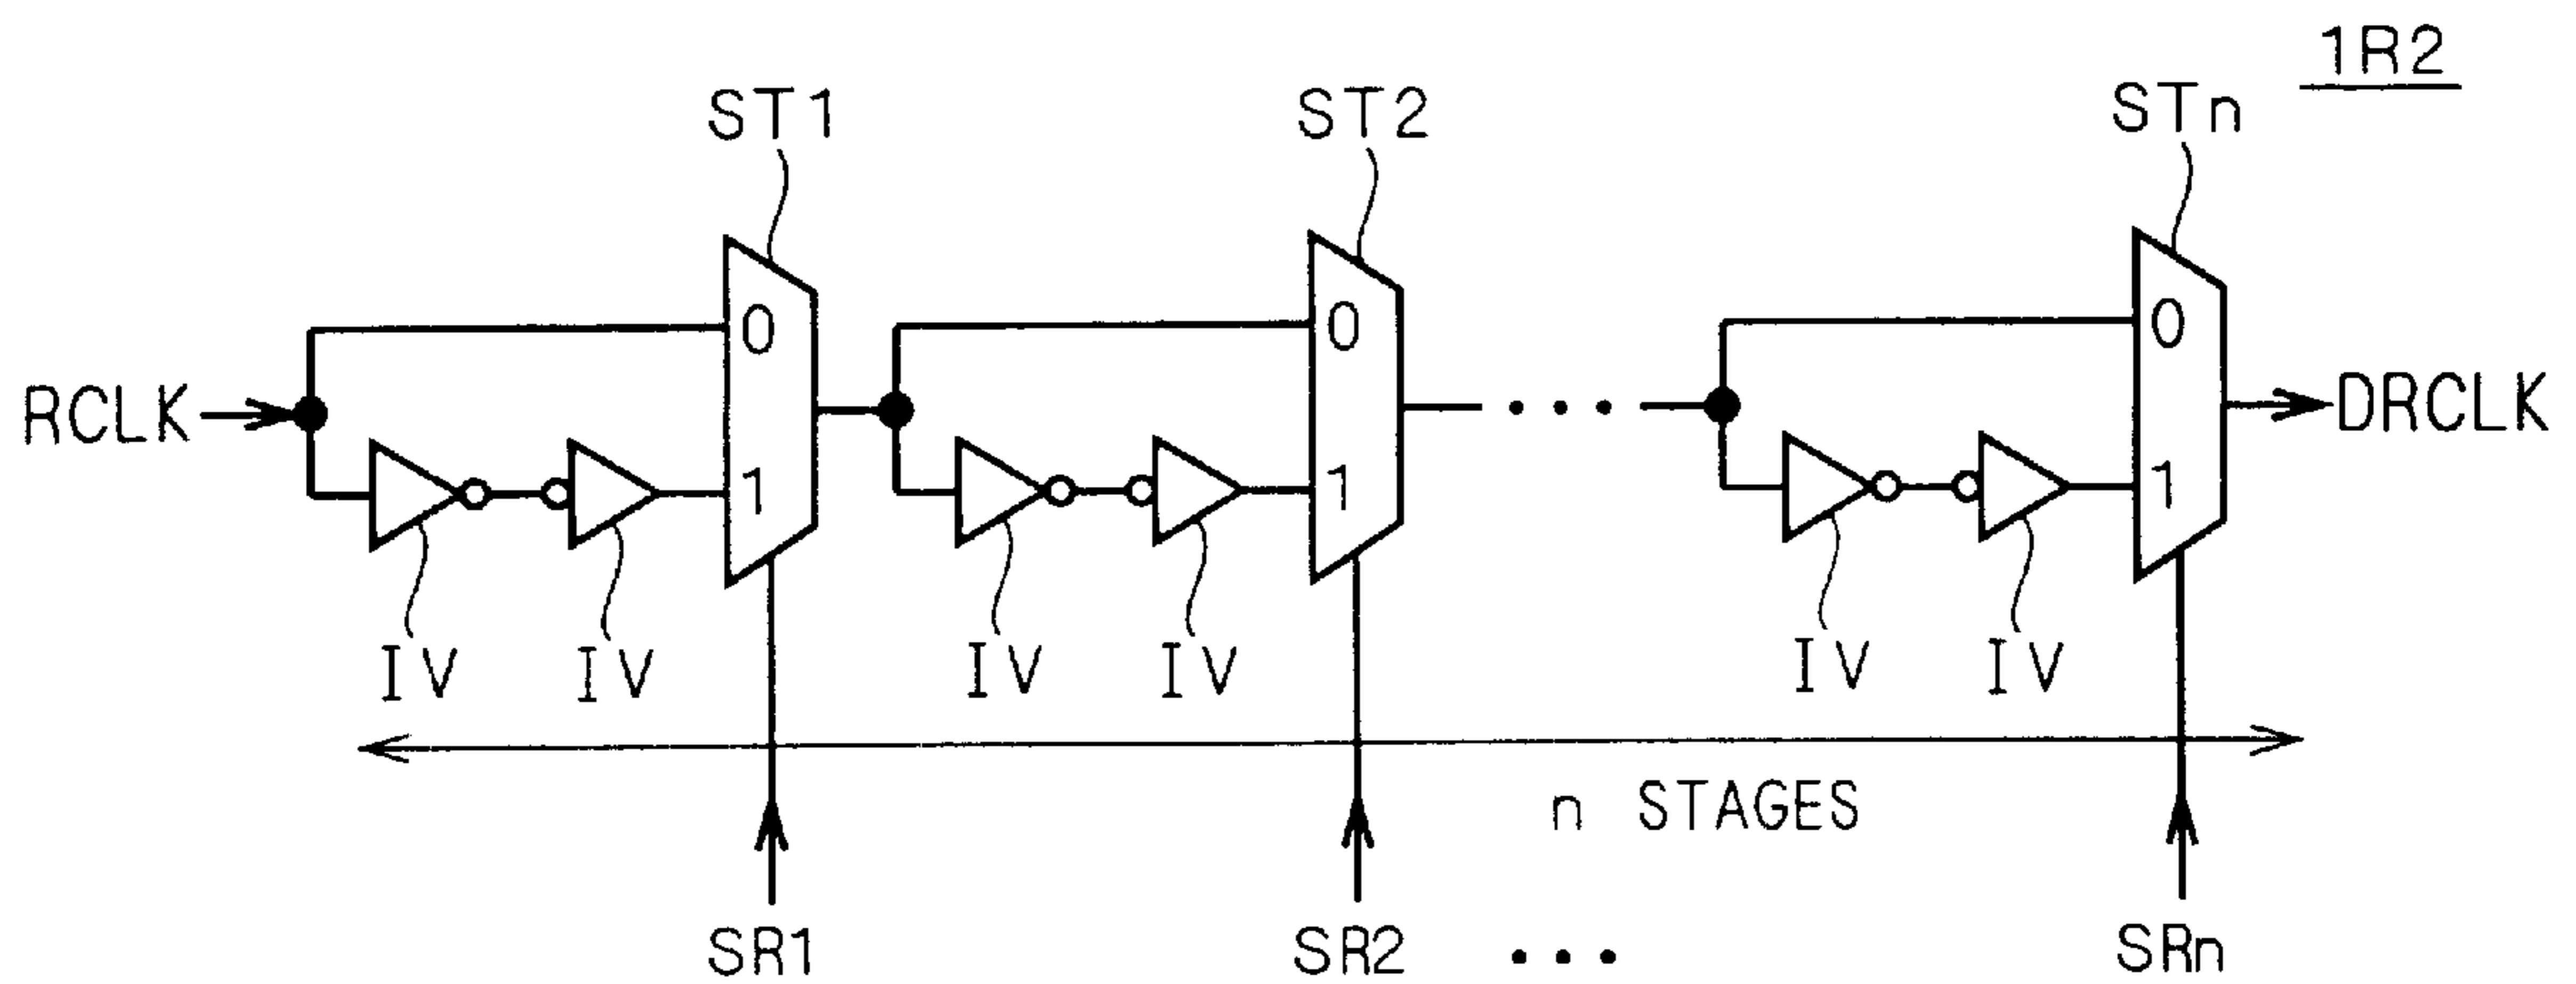 1R2
ST1 ST2 STn
0 0 0
RCLK DRCLK
1 1 1
IV IV IV IV IV IV
n STAGES
SR1 SR2 ... SRn